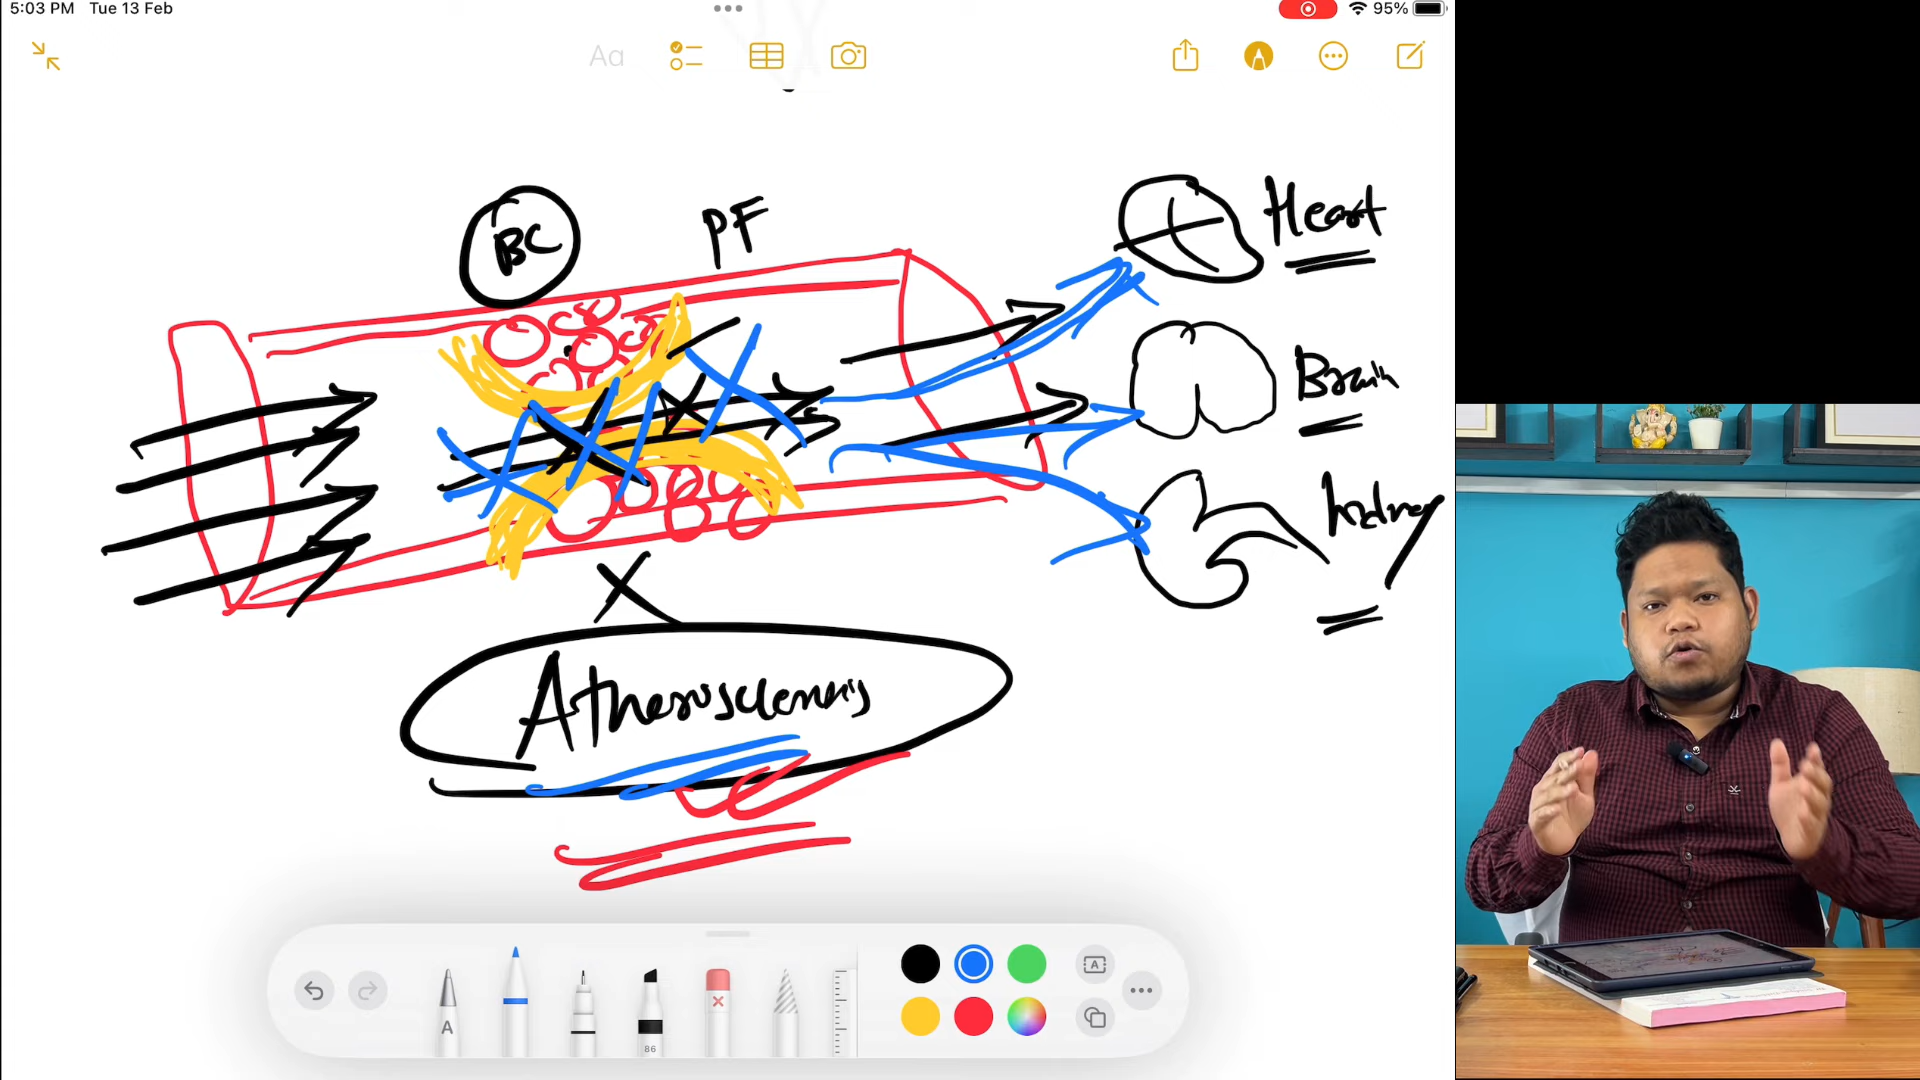 5:03 PM Tue 13 Feb
95%
Aa
BC
PF
Heart
Brain
Kidney
Atherosclerosis
A
86
A